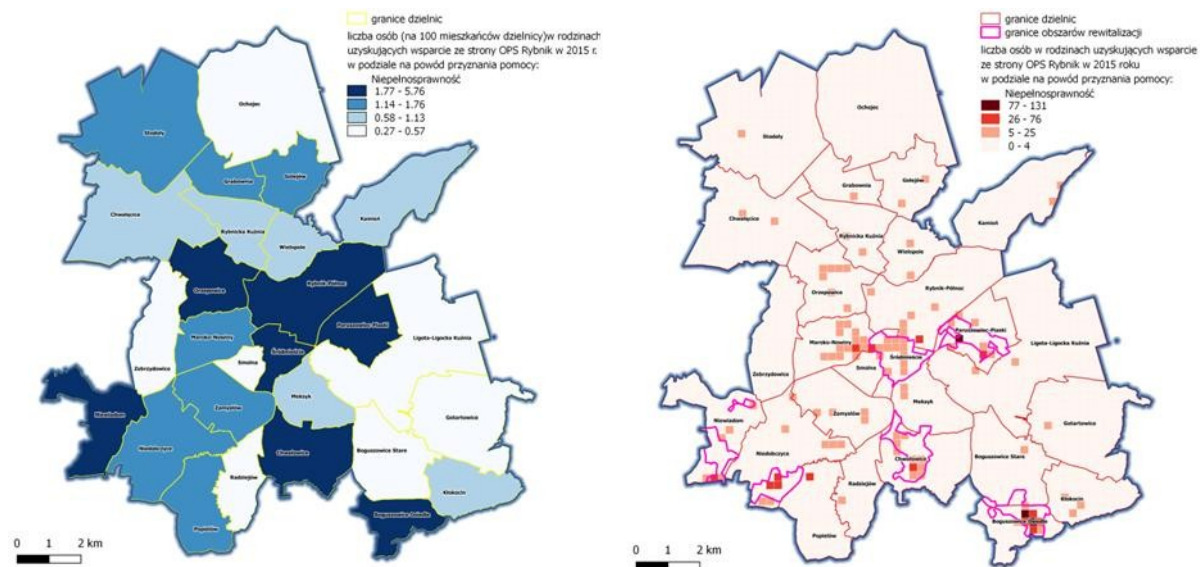 granice dzielnic
liczba osób (na 100 mieszkańców dzielnicy)w rodzinach
uzyskujących wsparcie ze strony OPS Rybnik w 2015 r.
w podziale na powód przyznania pomocy:
Niepełnosprawność
1.77 - 5.76
1.14 - 1.76
0.58 - 1.13
0.27 - 0.57
Ochojec
Stodoły
Grabownia
Golejów
Kamień
Chwałęcice
Rybnicka Kuźnia
Wielopole
Orzepowice
Rybnik-Północ
Paruszowiec-Piaski
Ligota-Ligocka Kuźnia
Maroko-Nowiny
Śródmieście
Smolna
Zebrzydowice
Meksyk
Gotartowice
Niewiadom
Zamysłów
Niedobczyce
Chwałowice
Boguszowice Stare
Radziejów
Kłokocin
Popielów
Boguszowice Osiedle
0 1 2 km
granice dzielnic
granice obszarów rewitalizacji
liczba osób w rodzinach uzyskujących wsparcie
ze strony OPS Rybnik w 2015 roku
w podziale na powód przyznania pomocy:
Niepełnosprawność
77 - 131
26 - 76
5 - 25
0 - 4
Ochojec
Stodoły
Grabownia
Golejów
Kamień
Chwałęcice
Rybnicka Kuźnia
Wielopole
Orzepowice
Rybnik-Północ
Paruszowiec-Piaski
Ligota-Ligocka Kuźnia
Maroko-Nowiny
Śródmieście
Smolna
Zebrzydowice
Meksyk
Gotartowice
Niewiadom
Zamysłów
Niedobczyce
Chwałowice
Boguszowice Stare
Radziejów
Kłokocin
Boguszowice Osiedle
Popielów
0 1 2 km